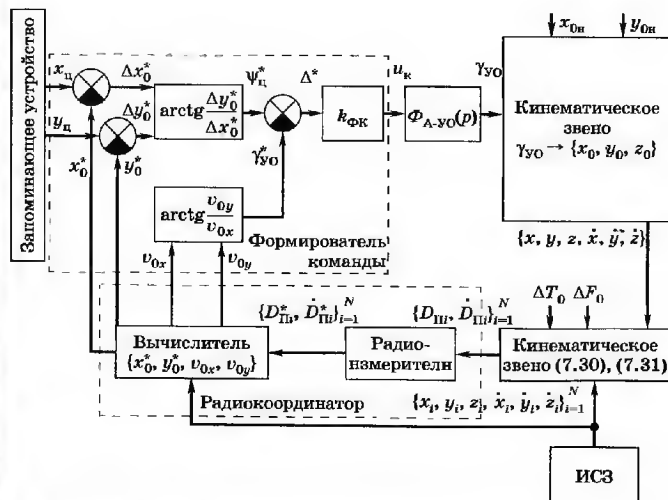 Запоминающее устройство
x_ц
y_ц
x_0^*
y_0^*
Δx_0^*
Δy_0^*
arctg Δy_0^* / Δx_0^*
ψ_ц^*
Δ^*
γ_УО^*
k_ФК
u_к
Φ_А-УО(p)
γ_УО
x_0н
y_0н
Кинематическое
звено
γ_УО → {x_0, y_0, z_0}
arctg v_0y / v_0x
Формирователь
команды
v_0x
v_0y
{x, y, z, ẋ, ẏ, ż}
ΔT_0
ΔF_0
{D_Пi^*, Ḋ_Пi^*}_{i=1}^N
{D_Пi, Ḋ_Пi}_{i=1}^N
Вычислитель
{x_0^*, y_0^*, v_0x, v_0y}
Радио-
измерители
Кинематическое
звено (7.30), (7.31)
Радиокоординатор
{x_i, y_i, z_i, ẋ_i, ẏ_i, ż_i}_{i=1}^N
ИСЗ